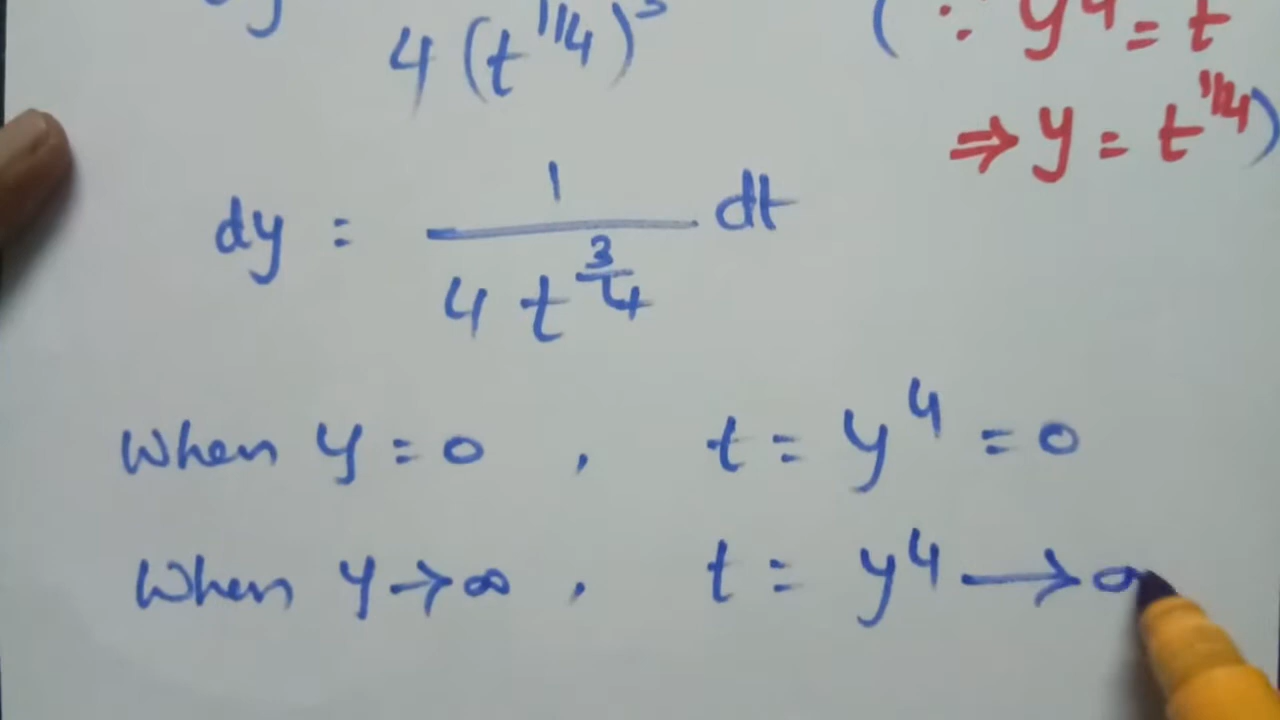 4 (t^1/4)^3 (∵ y^4 = t
⇒ y = t^1/4)
dy = 1 / 4 t^3/4 dt
When y = 0 , t = y^4 = 0
When y → ∞ , t = y^4 → ∞